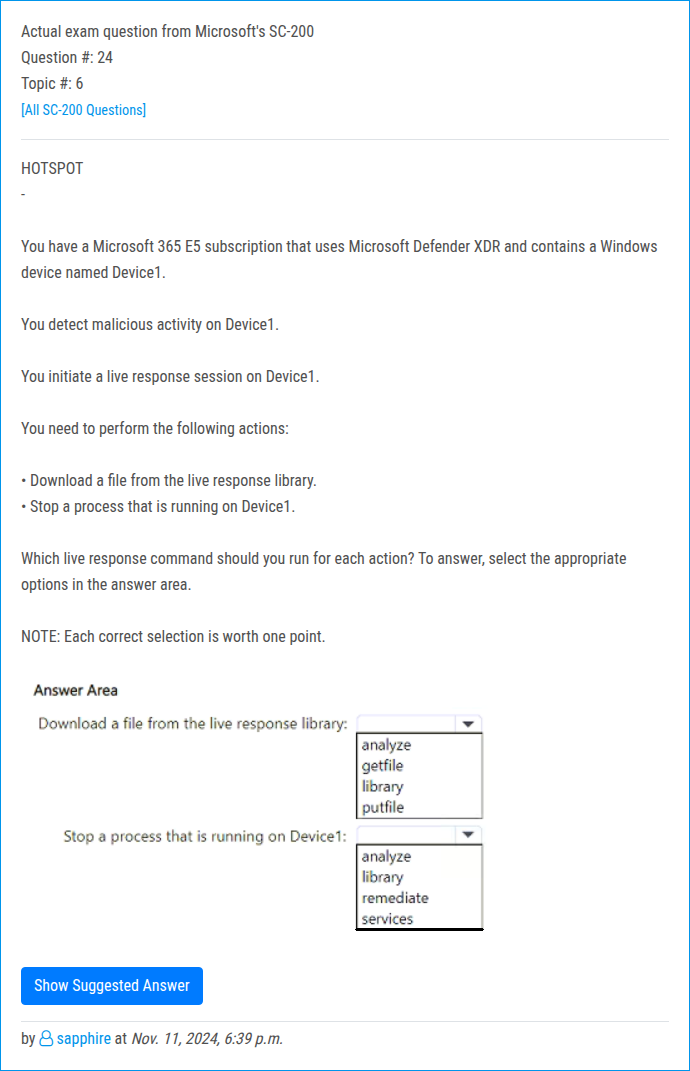 Actual exam question from Microsoft's SC-200
Question #: 24
Topic #: 6
[All SC-200 Questions]
HOTSPOT
-
You have a Microsoft 365 E5 subscription that uses Microsoft Defender XDR and contains a Windows
device named Device1.
You detect malicious activity on Device1.
You initiate a live response session on Device1.
You need to perform the following actions:
• Download a file from the live response library.
• Stop a process that is running on Device1.
Which live response command should you run for each action? To answer, select the appropriate
options in the answer area.
NOTE: Each correct selection is worth one point.
Answer Area
Download a file from the live response library:
analyze
getfile
library
putfile
Stop a process that is running on Device1:
analyze
library
remediate
services
Show Suggested Answer
by sapphire at Nov. 11, 2024, 6:39 p.m.